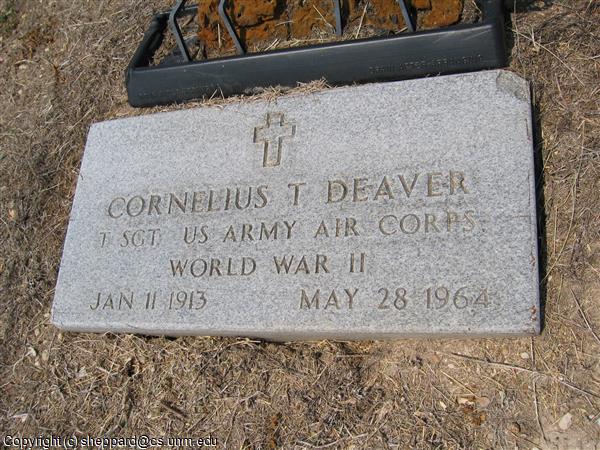 CORNELIUS T DEAVER
T SGT US ARMY AIR CORPS
WORLD WAR II
JAN 11 1913 MAY 28 1964
Copyright (c) sheppard@cs.unm.edu